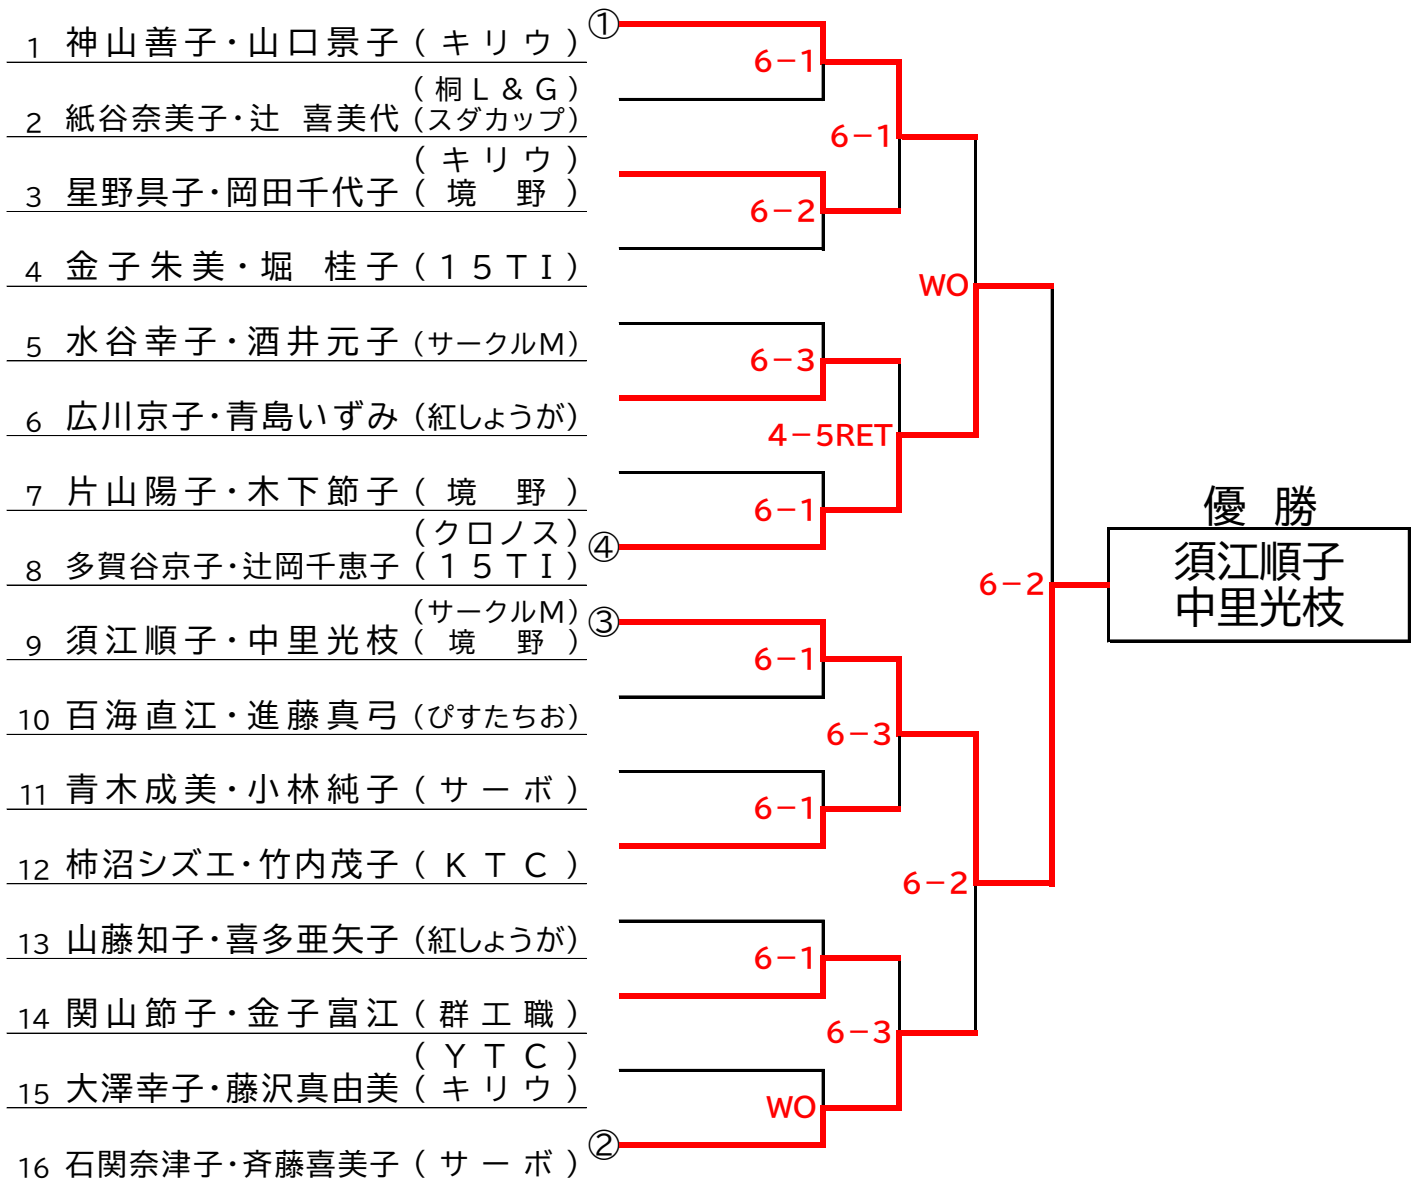 1 神山善子・山口景子 (キリウ) ①
(桐L&G)
2 紙谷奈美子・辻 喜美代 (スダカップ)
(キリウ)
3 星野具子・岡田千代子 (境 野)
4 金子朱美・堀 桂子 (15TI)
5 水谷幸子・酒井元子 (サークルM)
6 広川京子・青島いずみ (紅しょうが)
7 片山陽子・木下節子 (境 野)
(クロノス)
8 多賀谷京子・辻岡千恵子 (15TI) ④
(サークルM)
9 須江順子・中里光枝 (境 野) ③
10 百海直江・進藤真弓 (ぴすたちお)
11 青木成美・小林純子 (サーボ)
12 柿沼シズエ・竹内茂子 (KTC)
13 山藤知子・喜多亜矢子 (紅しょうが)
14 関山節子・金子富江 (群工職)
(YTC)
15 大澤幸子・藤沢真由美 (キリウ)
16 石関奈津子・斉藤喜美子 (サーボ) ②
6-1
6-2
6-3
6-1
6-1
6-1
6-1
WO
6-1
4-5RET
6-3
6-3
WO
6-2
6-2
優 勝
須江順子
中里光枝